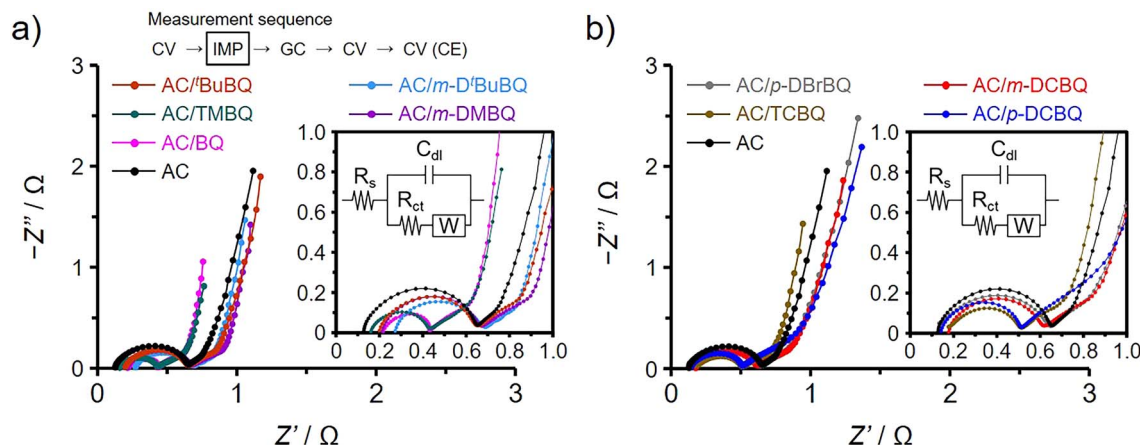 a)
Measurement sequence
CV → IMP → GC → CV → CV (CE)
AC/ᵗBuBQ
AC/TMBQ
AC/BQ
AC
AC/m-DᵗBuBQ
AC/m-DMBQ
−Z'' / Ω
3
2
1
0
0 1 2 3
Z' / Ω
1.0
0.8
0.6
0.4
0.2
0
0 0.2 0.4 0.6 0.8 1.0
Cdl
Rs
Rct
W
b)
AC/p-DBrBQ
AC/TCBQ
AC
AC/m-DCBQ
AC/p-DCBQ
3
2
1
0
0 1 2 3
Z' / Ω
1.0
0.8
0.6
0.4
0.2
0
0 0.2 0.4 0.6 0.8 1.0
Cdl
Rs
Rct
W